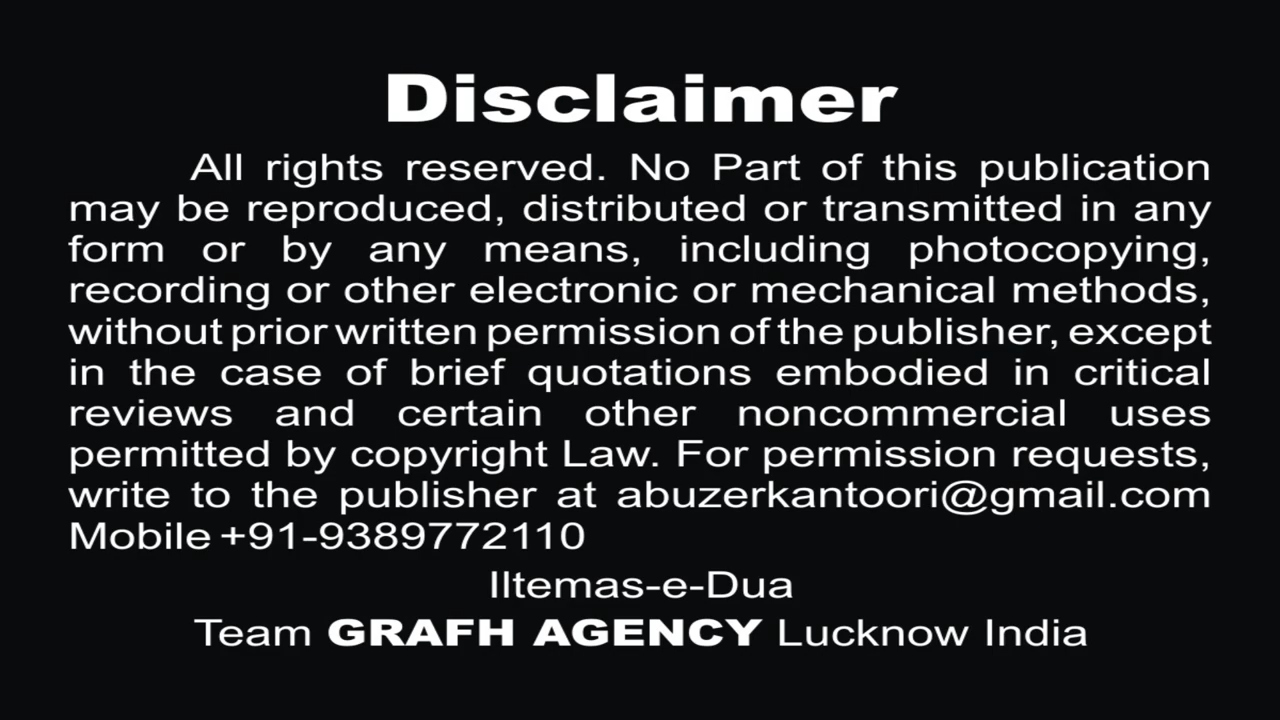 Disclaimer
All rights reserved. No Part of this publication
may be reproduced, distributed or transmitted in any
form or by any means, including photocopying,
recording or other electronic or mechanical methods,
without prior written permission of the publisher, except
in the case of brief quotations embodied in critical
reviews and certain other noncommercial uses
permitted by copyright Law. For permission requests,
write to the publisher at abuzerkantoori@gmail.com
Mobile +91-9389772110
Iltemas-e-Dua
Team GRAFH AGENCY Lucknow India